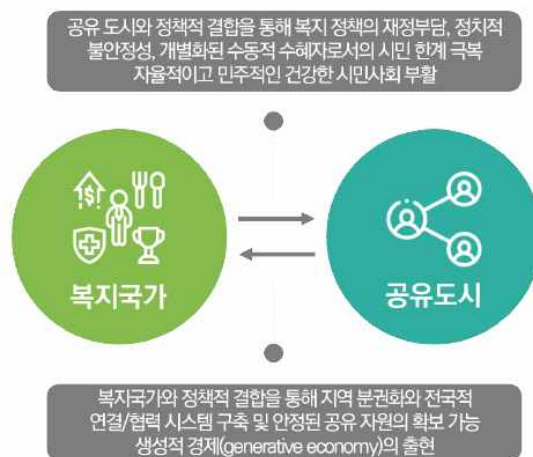 공유 도시와 정책적 결합을 통해 복지 정책의 재정부담, 정치적
불안정성, 개별화된 수동적 수혜자로서의 시민 한계 극복
자율적이고 민주적인 건강한 시민사회 부활
$
복지국가
공유도시
복지국가와 정책적 결합을 통해 지역 분권화와 전국적
연결/협력 시스템 구축 및 안정된 공유 자원의 확보 가능
생성적 경제(generative economy)의 출현